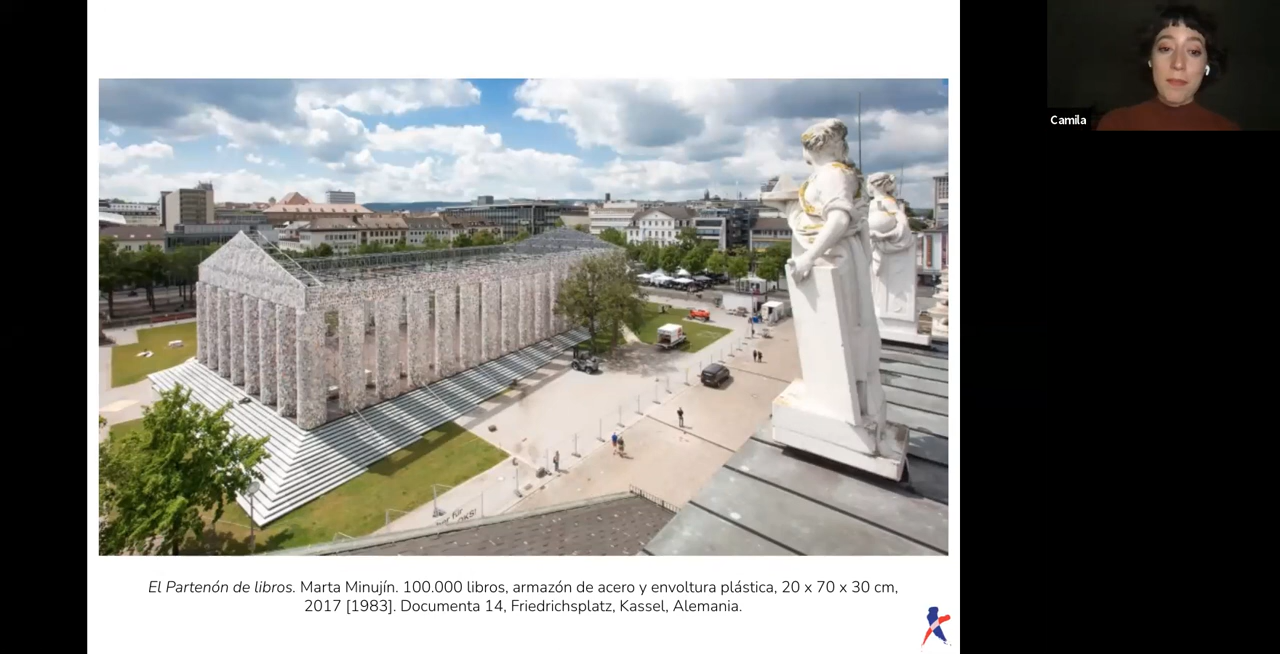 Camila
El Partenón de libros. Marta Minujín. 100.000 libros, armazón de acero y envoltura plástica, 20 x 70 x 30 cm,
2017 [1983]. Documenta 14, Friedrichsplatz, Kassel, Alemania.